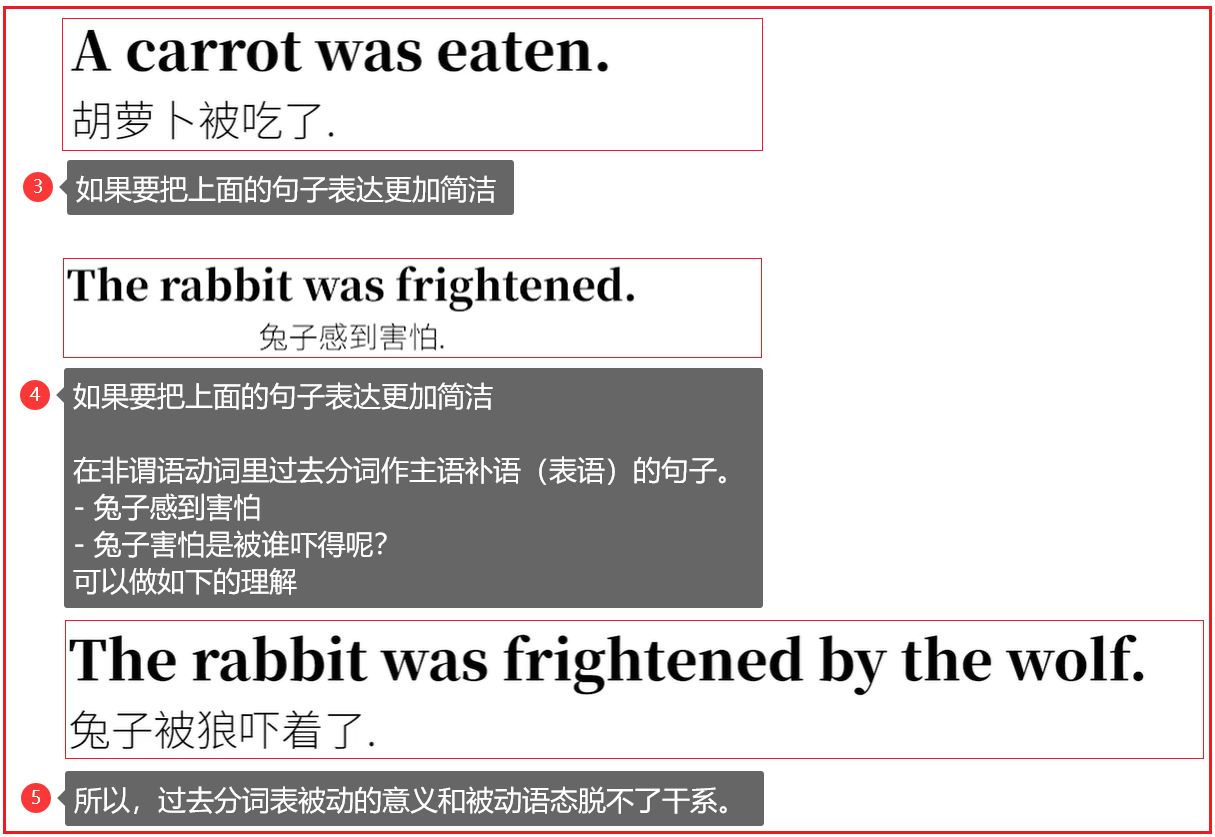 A carrot was eaten.
胡萝卜被吃了.
3 如果要把上面的句子表达更加简洁
The rabbit was frightened.
兔子感到害怕.
4 如果要把上面的句子表达更加简洁
在非谓语动词里过去分词作主语补语（表语）的句子。
- 兔子感到害怕
- 兔子害怕是被谁吓得呢?
可以做如下的理解
The rabbit was frightened by the wolf.
兔子被狼吓着了.
5 所以，过去分词表被动的意义和被动语态脱不了干系。